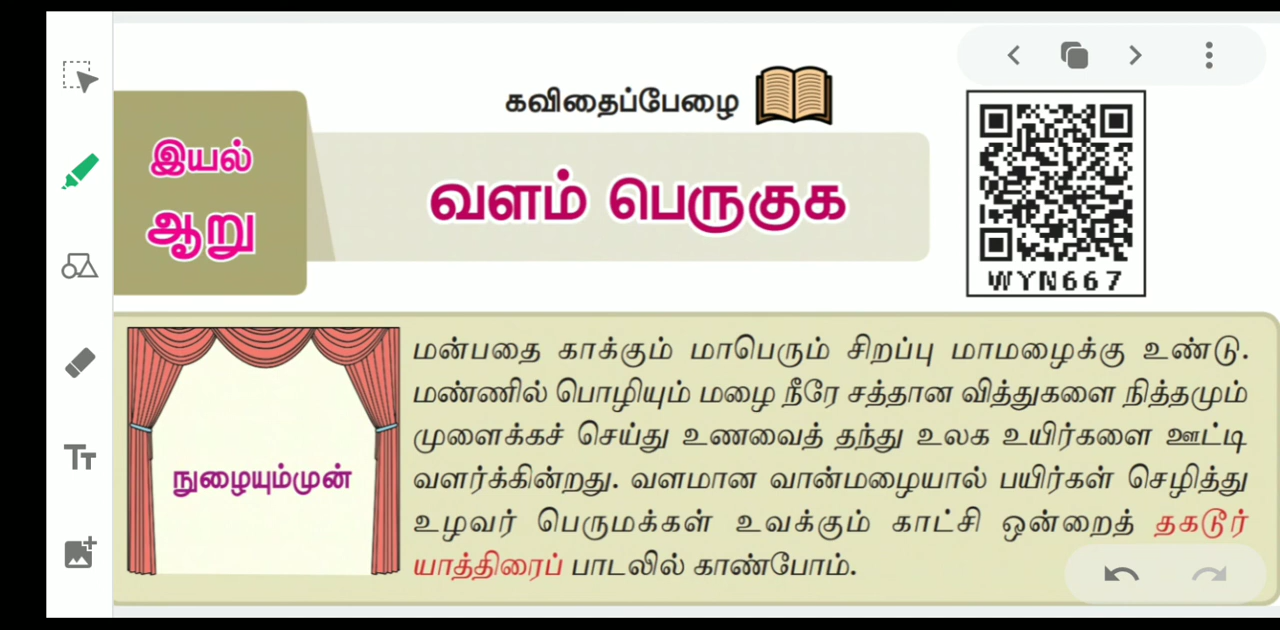 கவிதைப்பேழை
இயல்
ஆறு
வளம் பெருகுக
WYN667
நுழையும்முன்
மன்பதை காக்கும் மாபெரும் சிறப்பு மாமழைக்கு உண்டு.
மண்ணில் பொழியும் மழை நீரே சத்தான வித்துகளை நித்தமும்
முளைக்கச் செய்து உணவைத் தந்து உலக உயிர்களை ஊட்டி
வளர்க்கின்றது. வளமான வான்மழையால் பயிர்கள் செழித்து
உழவர் பெருமக்கள் உவக்கும் காட்சி ஒன்றைத் தகடூர்
யாத்திரைப் பாடலில் காண்போம்.
Tт